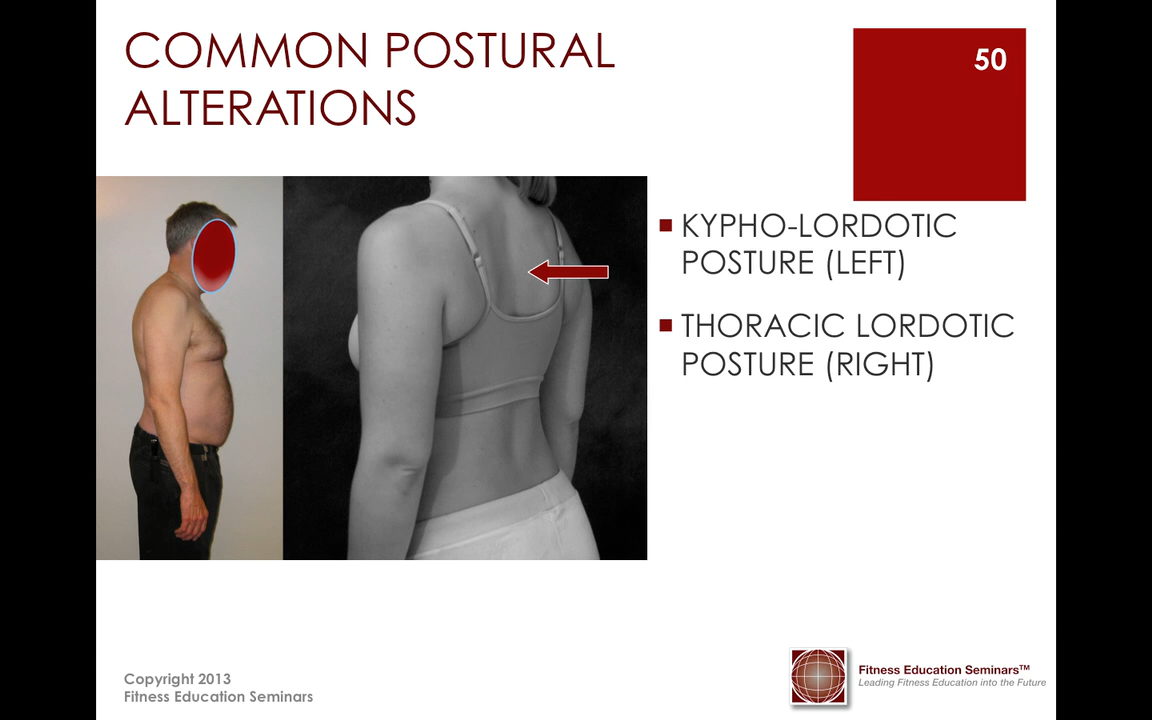 COMMON POSTURAL
ALTERATIONS
50
KYPHO-LORDOTIC
POSTURE (LEFT)
THORACIC LORDOTIC
POSTURE (RIGHT)
Copyright 2013
Fitness Education Seminars
Fitness Education Seminars™
Leading Fitness Education into the Future